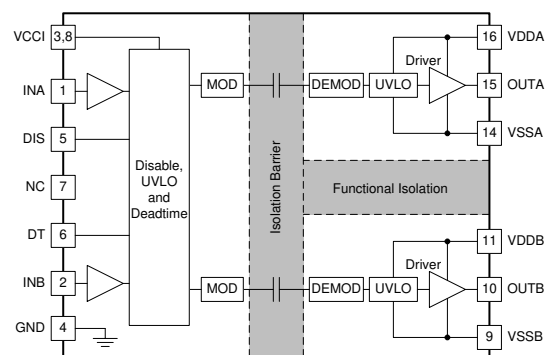 VCCI 3,8
INA 1
DIS 5
NC 7
DT 6
INB 2
GND 4
Disable,
UVLO
and
Deadtime
MOD
MOD
Isolation Barrier
DEMOD UVLO
Driver
16 VDDA
15 OUTA
14 VSSA
Functional Isolation
DEMOD UVLO
Driver
11 VDDB
10 OUTB
9 VSSB